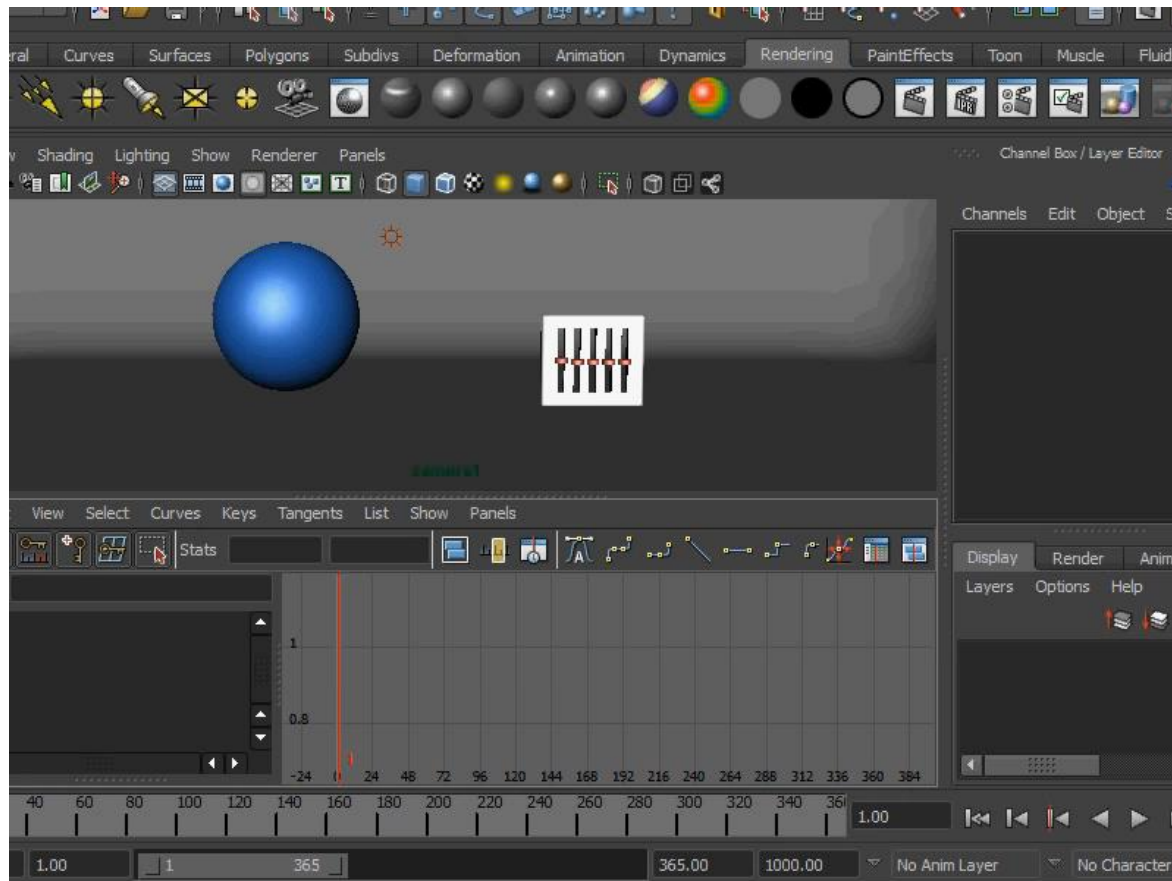 Curves Surfaces Polygons Subdivs Deformation Animation Dynamics Rendering PaintEffects Toon Muscle Fluid
IPR
Shading Lighting Show Renderer Panels
Channel Box / Layer Editor
T
Channels Edit Object
camera1
View Select Curves Keys Tangents List Show Panels
Stats
Display Render Anim
Layers Options Help
1
0.8
-24 0 24 48 72 96 120 144 168 192 216 240 264 288 312 336 360 384
40 60 80 100 120 140 160 180 200 220 240 260 280 300 320 340 360 1.00
1.00 1 365 365.00 1000.00 No Anim Layer No Character